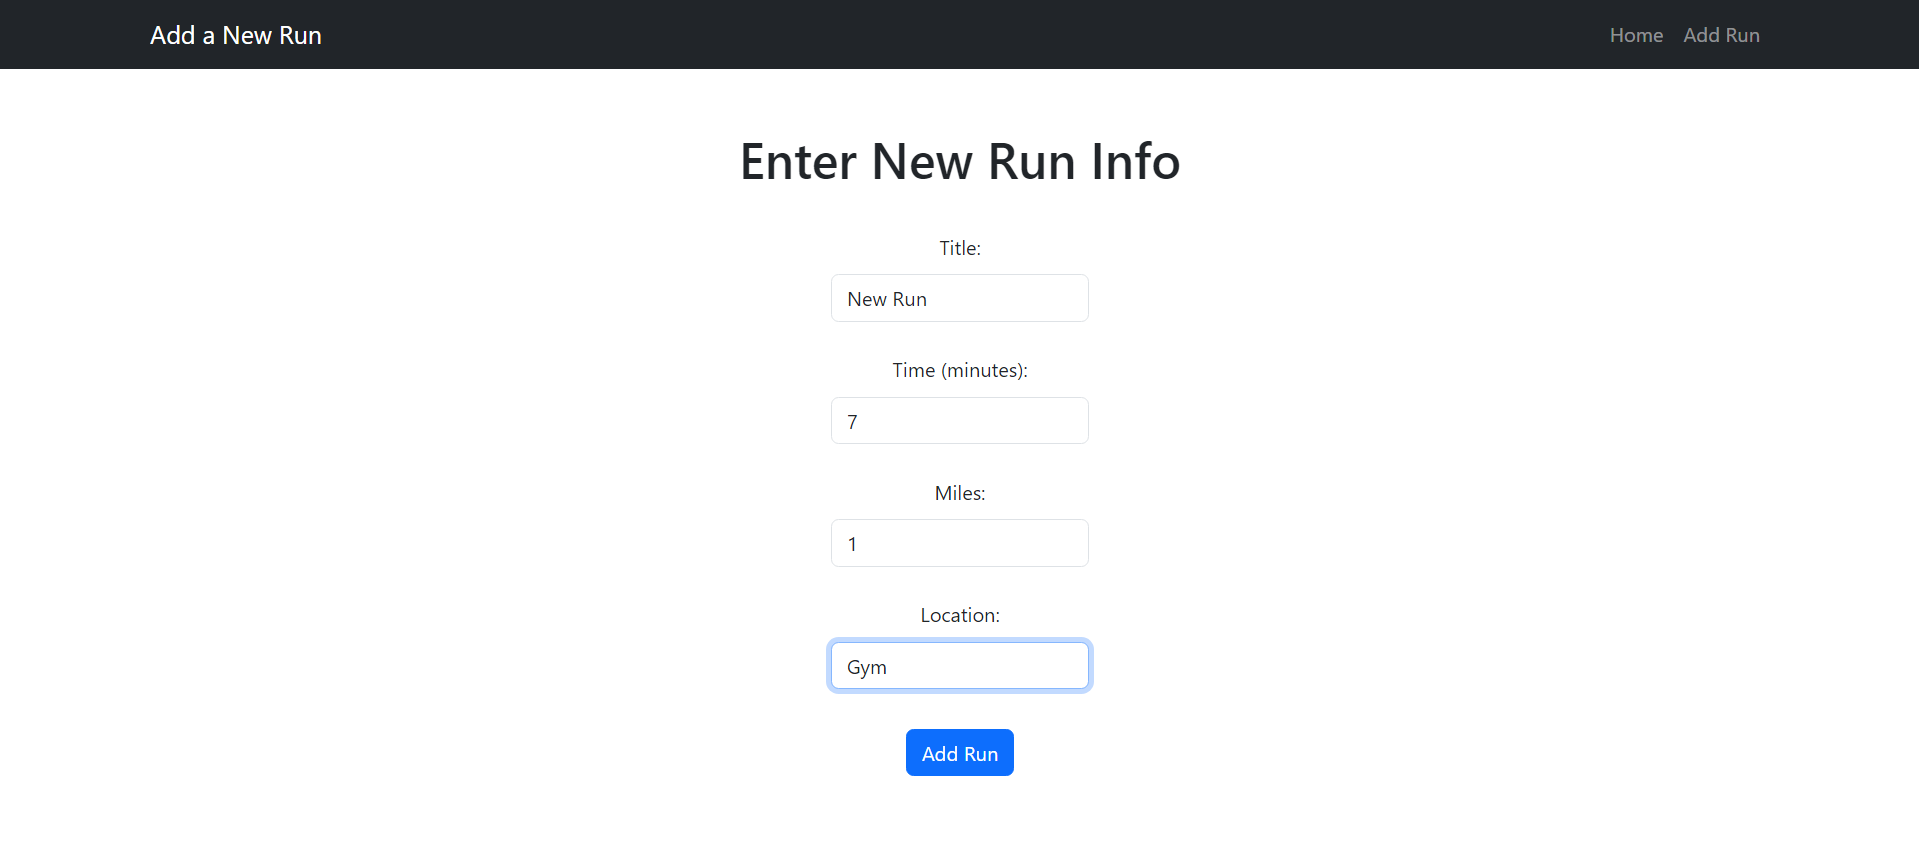 Add a New Run
Home Add Run
Enter New Run Info
Title:
New Run
Time (minutes):
7
Miles:
1
Location:
Gym
Add Run